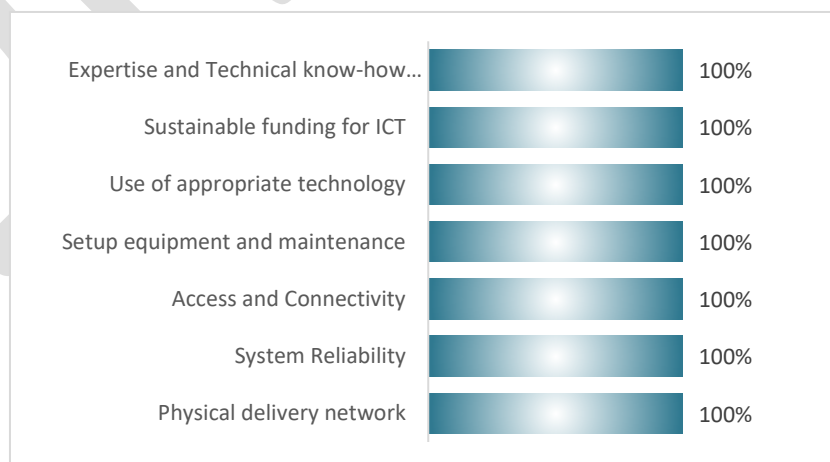 Expertise and Technical know-how... 100%
Sustainable funding for ICT 100%
Use of appropriate technology 100%
Setup equipment and maintenance 100%
Access and Connectivity 100%
System Reliability 100%
Physical delivery network 100%